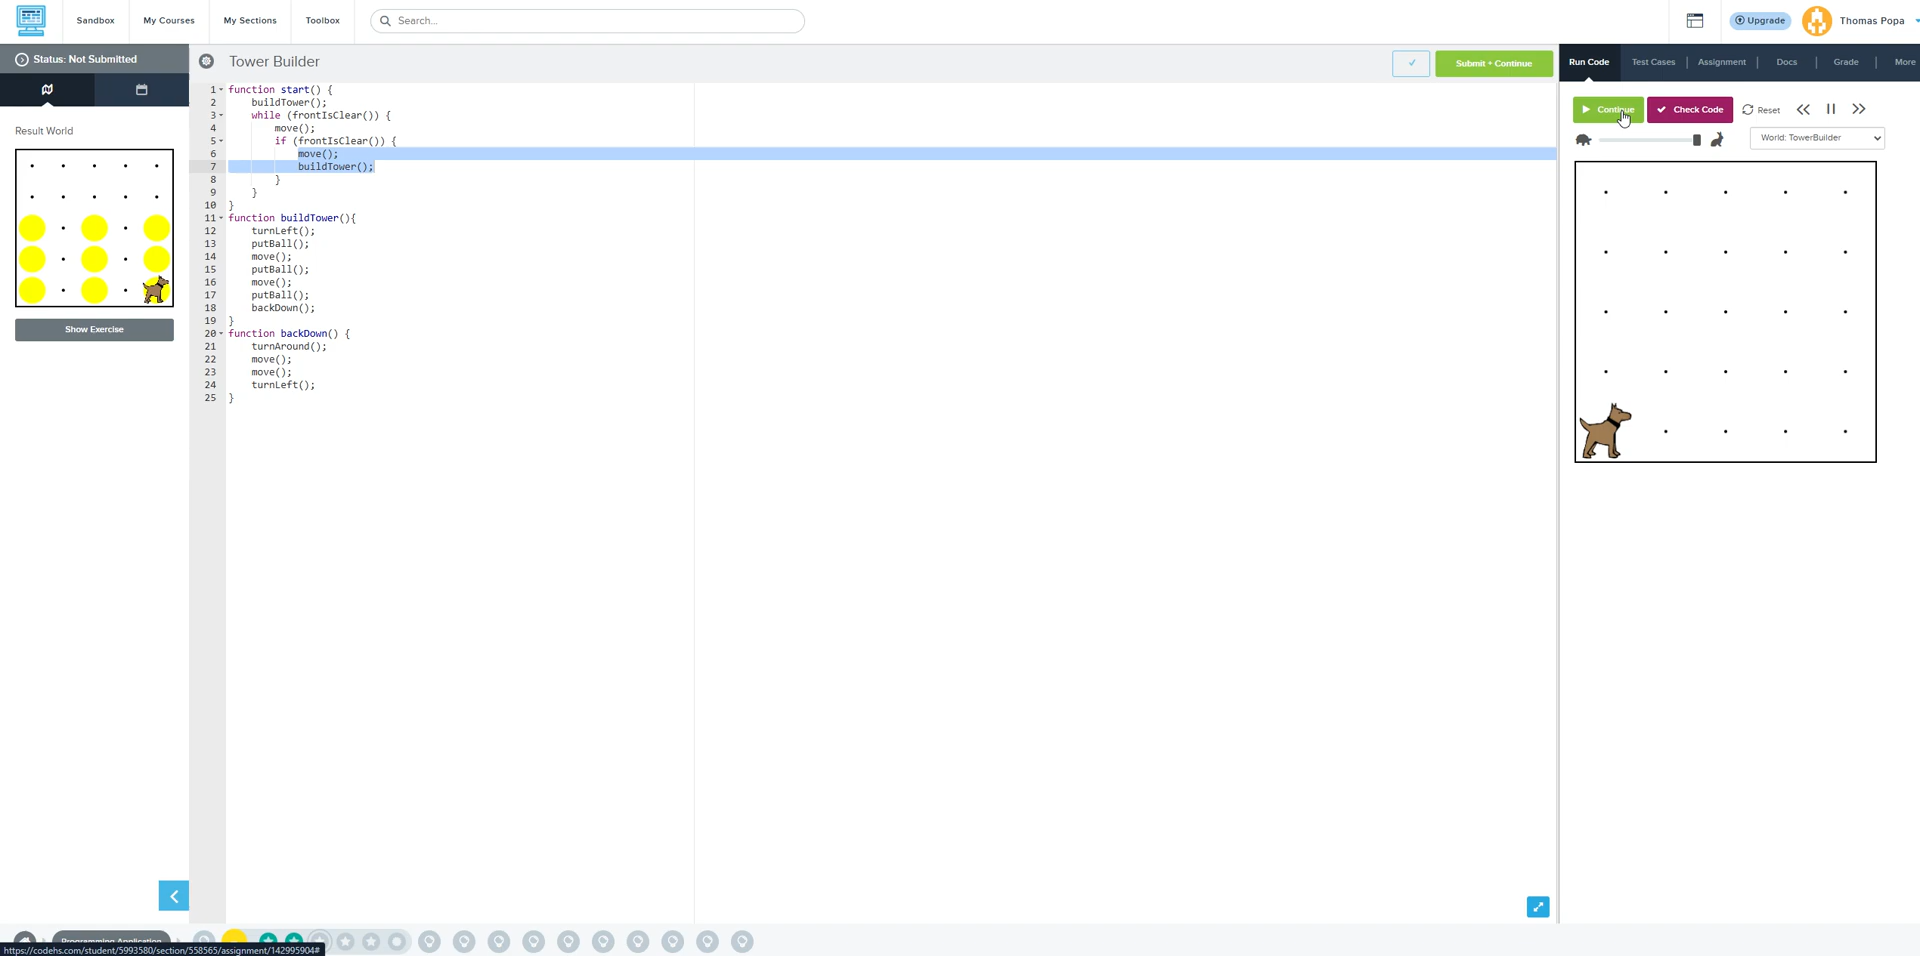 Sandbox
My Courses
My Sections
Toolbox
Search...
Upgrade
Thomas Popa
Status: Not Submitted
Tower Builder
Submit + Continue
Run Code
Test Cases
Assignment
Docs
Grade
More
Result World
Show Exercise
1 function start() {
2 buildTower();
3 while (frontIsClear()) {
4 move();
5 if (frontIsClear()) {
6 move();
7 buildTower();
8 }
9 }
10 }
11 function buildTower(){
12 turnLeft();
13 putBall();
14 move();
15 putBall();
16 move();
17 putBall();
18 backDown();
19 }
20 function backDown() {
21 turnAround();
22 move();
23 move();
24 turnLeft();
25 }
Continue
Check Code
Reset
World: TowerBuilder
Programming Application
https://codehs.com/student/5993580/section/558565/assignment/142995904#